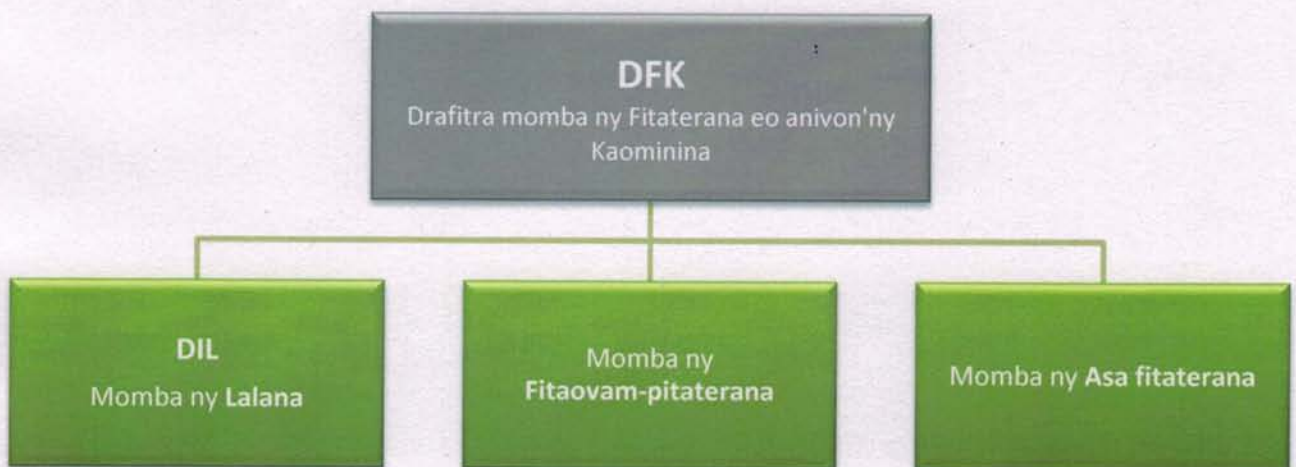 DFK
Drafitra momba ny Fitaterana eo anivon'ny
Kaominina
DIL
Momba ny Lalana
Momba ny
Fitaovam-pitaterana
Momba ny Asa fitaterana